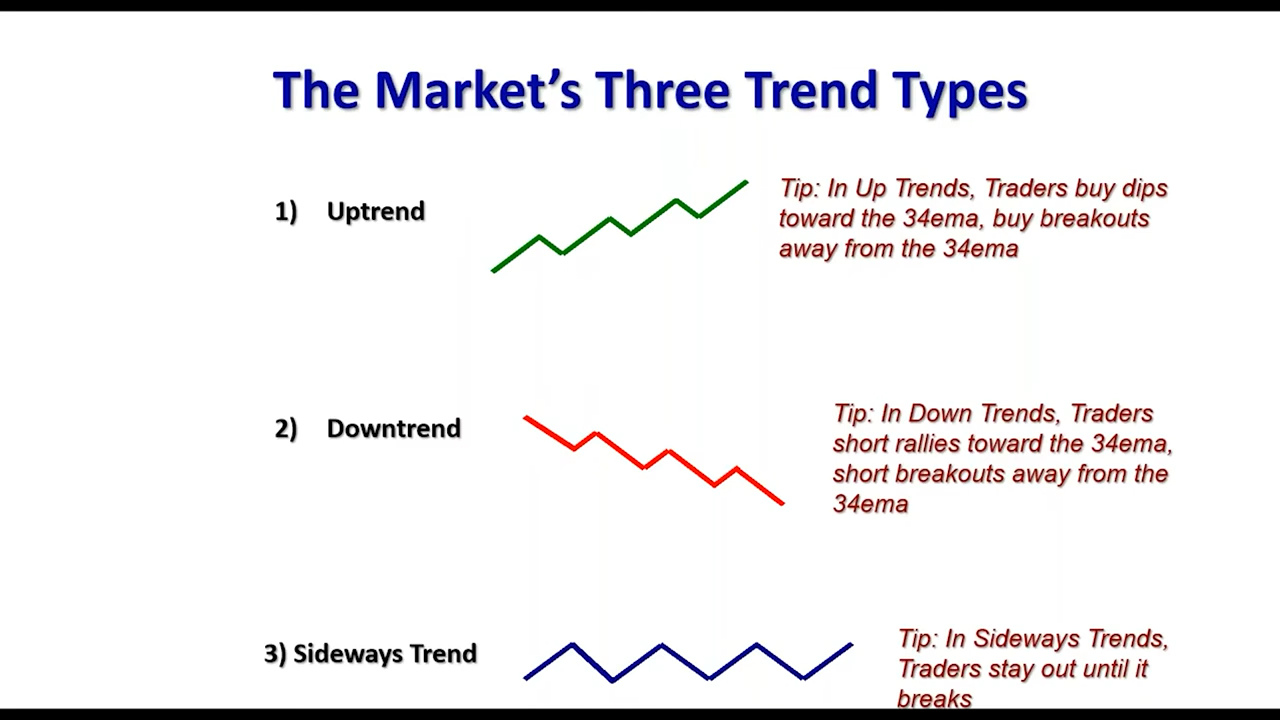 The Market’s Three Trend Types
1) Uptrend
Tip: In Up Trends, Traders buy dips
toward the 34ema, buy breakouts
away from the 34ema
2) Downtrend
Tip: In Down Trends, Traders
short rallies toward the 34ema,
short breakouts away from the
34ema
3) Sideways Trend
Tip: In Sideways Trends,
Traders stay out until it
breaks